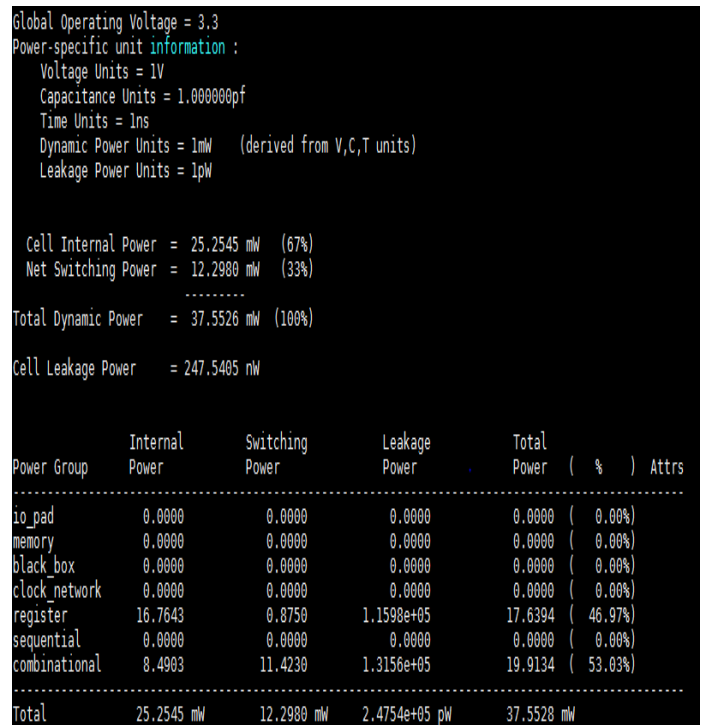 Global Operating Voltage = 3.3
Power-specific unit information :
Voltage Units = 1V
Capacitance Units = 1.000000pf
Time Units = 1ns
Dynamic Power Units = 1mW (derived from V,C,T units)
Leakage Power Units = 1pW
Cell Internal Power = 25.2545 mW (67%)
Net Switching Power = 12.2980 mW (33%)
---------
Total Dynamic Power = 37.5526 mW (100%)
Cell Leakage Power = 247.5405 nW
Internal Switching Leakage Total
Power Group Power Power Power Power ( % ) Attrs
--------------------------------------------------------------------------------
io_pad 0.0000 0.0000 0.0000 0.0000 ( 0.00%)
memory 0.0000 0.0000 0.0000 0.0000 ( 0.00%)
black_box 0.0000 0.0000 0.0000 0.0000 ( 0.00%)
clock_network 0.0000 0.0000 0.0000 0.0000 ( 0.00%)
register 16.7643 0.8750 1.1598e+05 17.6394 ( 46.97%)
sequential 0.0000 0.0000 0.0000 0.0000 ( 0.00%)
combinational 8.4903 11.4230 1.3156e+05 19.9134 ( 53.03%)
--------------------------------------------------------------------------------
Total 25.2545 mW 12.2980 mW 2.4754e+05 pW 37.5528 mW